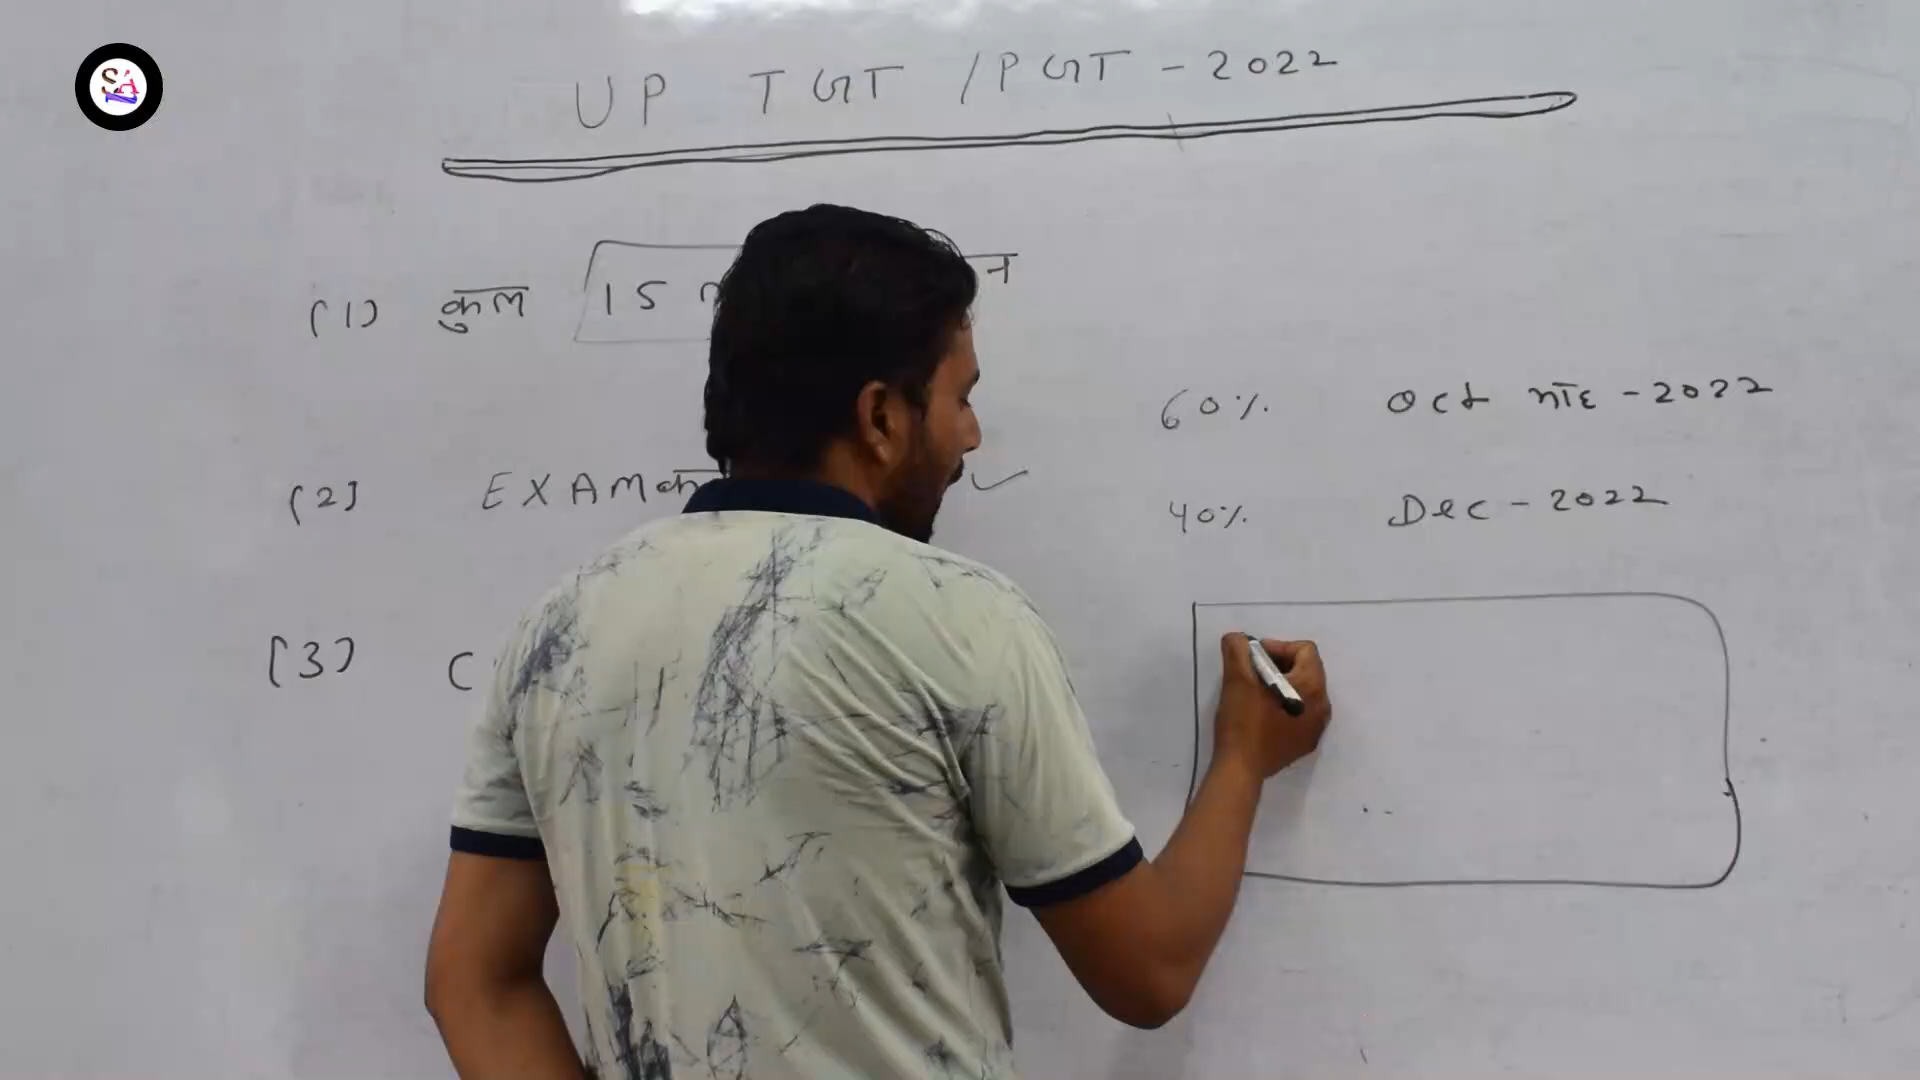 UP TGT / PGT - 2022
(1) कुल 15
60% Oct माह - 2022
(2) EXAM
40% Dec - 2022
(3) C